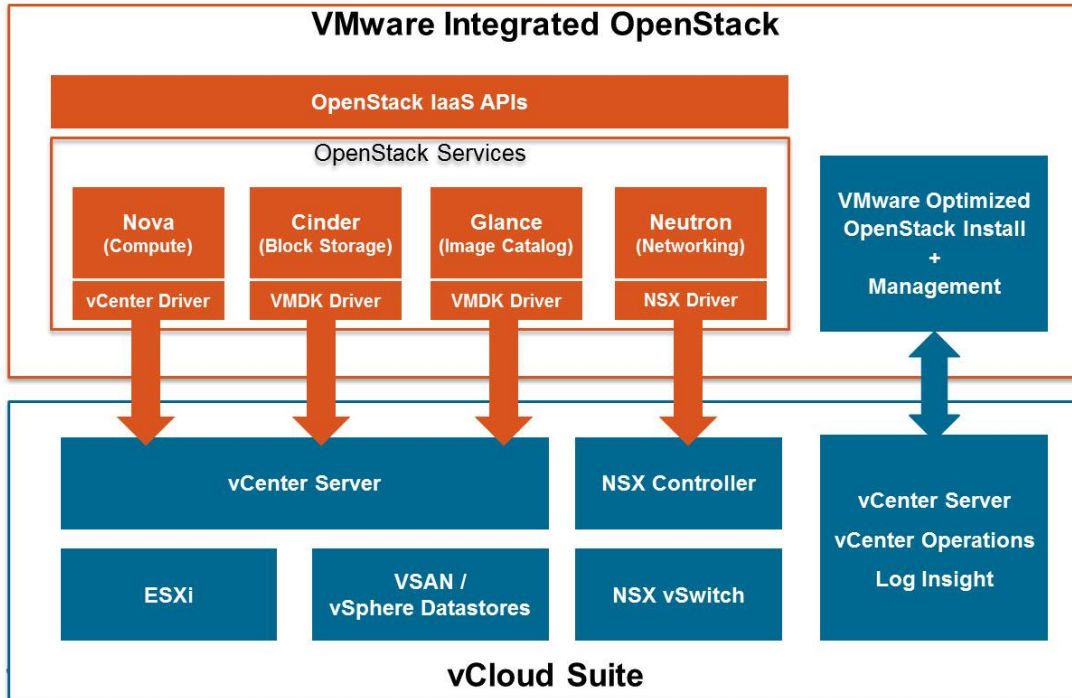 VMware Integrated OpenStack
OpenStack IaaS APIs
OpenStack Services
Nova
(Compute)
vCenter Driver
Cinder
(Block Storage)
VMDK Driver
Glance
(Image Catalog)
VMDK Driver
Neutron
(Networking)
NSX Driver
VMware Optimized
OpenStack Install
+
Management
vCenter Server
NSX Controller
ESXi
VSAN /
vSphere Datastores
NSX vSwitch
vCenter Server
vCenter Operations
Log Insight
vCloud Suite